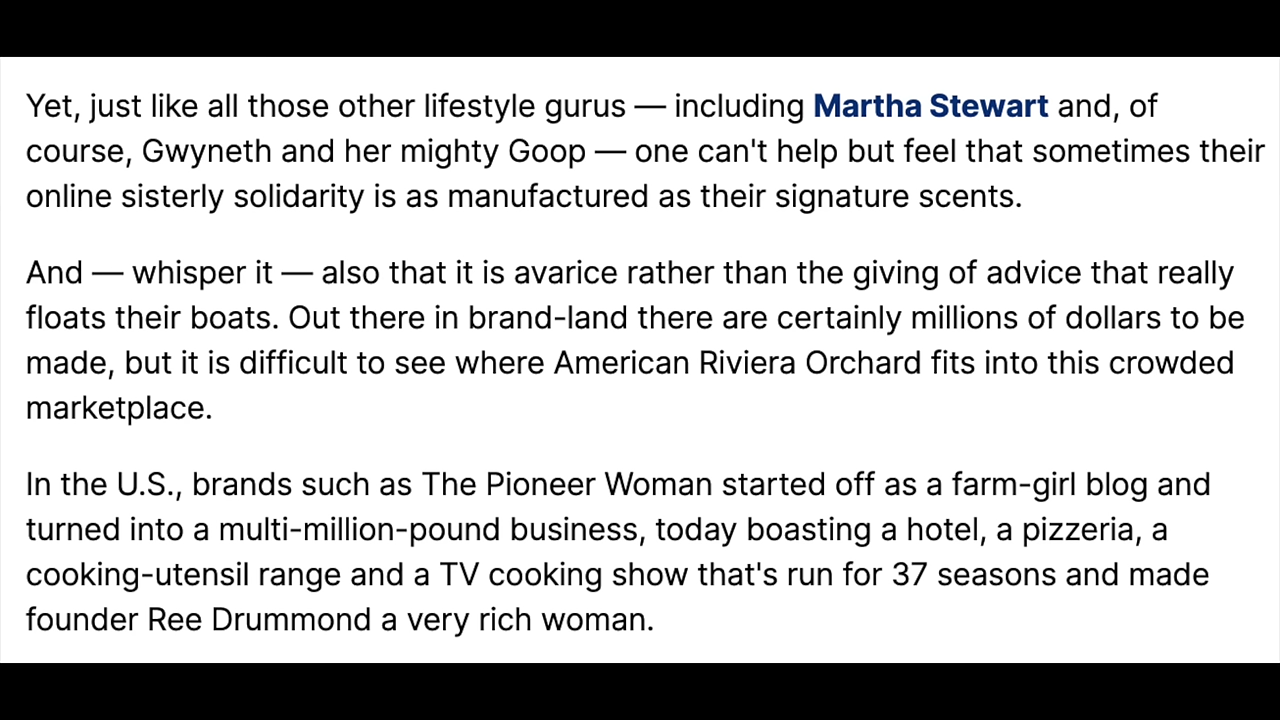 Yet, just like all those other lifestyle gurus — including Martha Stewart and, of
course, Gwyneth and her mighty Goop — one can't help but feel that sometimes their
online sisterly solidarity is as manufactured as their signature scents.
And — whisper it — also that it is avarice rather than the giving of advice that really
floats their boats. Out there in brand-land there are certainly millions of dollars to be
made, but it is difficult to see where American Riviera Orchard fits into this crowded
marketplace.
In the U.S., brands such as The Pioneer Woman started off as a farm-girl blog and
turned into a multi-million-pound business, today boasting a hotel, a pizzeria, a
cooking-utensil range and a TV cooking show that's run for 37 seasons and made
founder Ree Drummond a very rich woman.